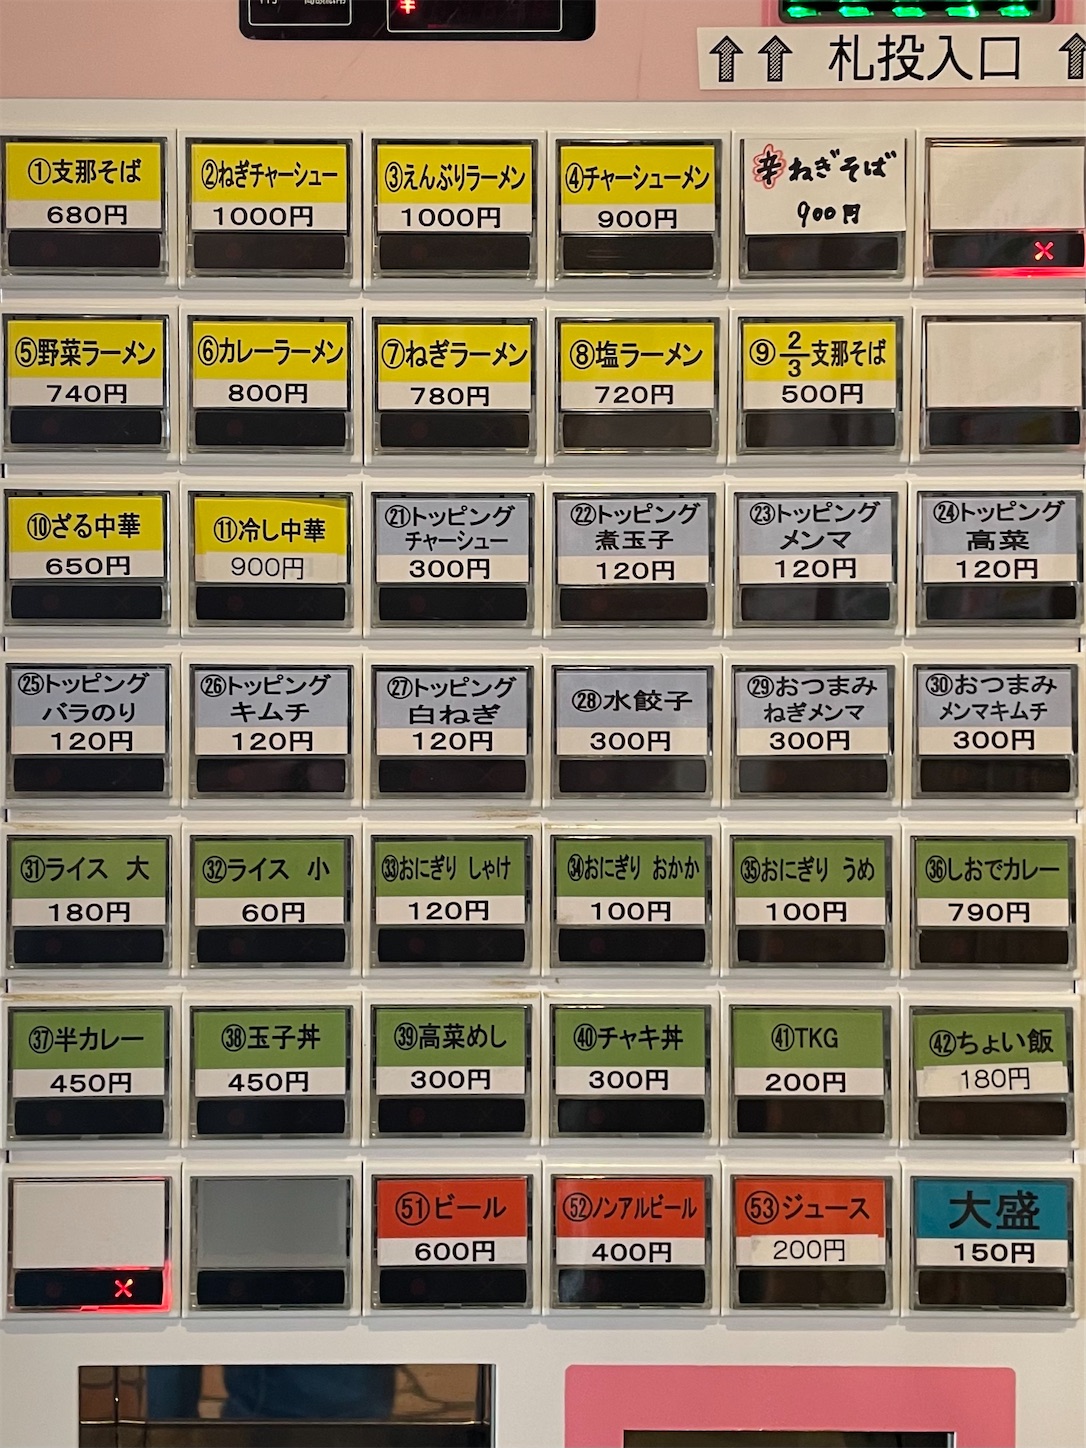 ¥
札投入口
①支那そば
680円
②ねぎチャーシュー
1000円
③えんぶりラーメン
1000円
④チャーシューメン
900円
辛ねぎそば
900円
⑤野菜ラーメン
740円
⑥カレーラーメン
800円
⑦ねぎラーメン
780円
⑧塩ラーメン
720円
⑨2/3支那そば
500円
⑩ざる中華
650円
⑪冷し中華
900円
㉑トッピング
チャーシュー
300円
㉒トッピング
煮玉子
120円
㉓トッピング
メンマ
120円
㉔トッピング
高菜
120円
㉕トッピング
バラのり
120円
㉖トッピング
キムチ
120円
㉗トッピング
白ねぎ
120円
㉘水餃子
300円
㉙おつまみ
ねぎメンマ
300円
㉚おつまみ
メンマキムチ
300円
㉛ライス 大
180円
㉜ライス 小
60円
㉝おにぎり しゃけ
120円
㉞おにぎり おかか
100円
㉟おにぎり うめ
100円
㊱しおでカレー
790円
㊲半カレー
450円
㊳玉子丼
450円
㊴高菜めし
300円
㊵チャキ丼
300円
㊶TKG
200円
㊷ちょい飯
180円
51ビール
600円
52ノンアルビール
400円
53ジュース
200円
大盛
150円